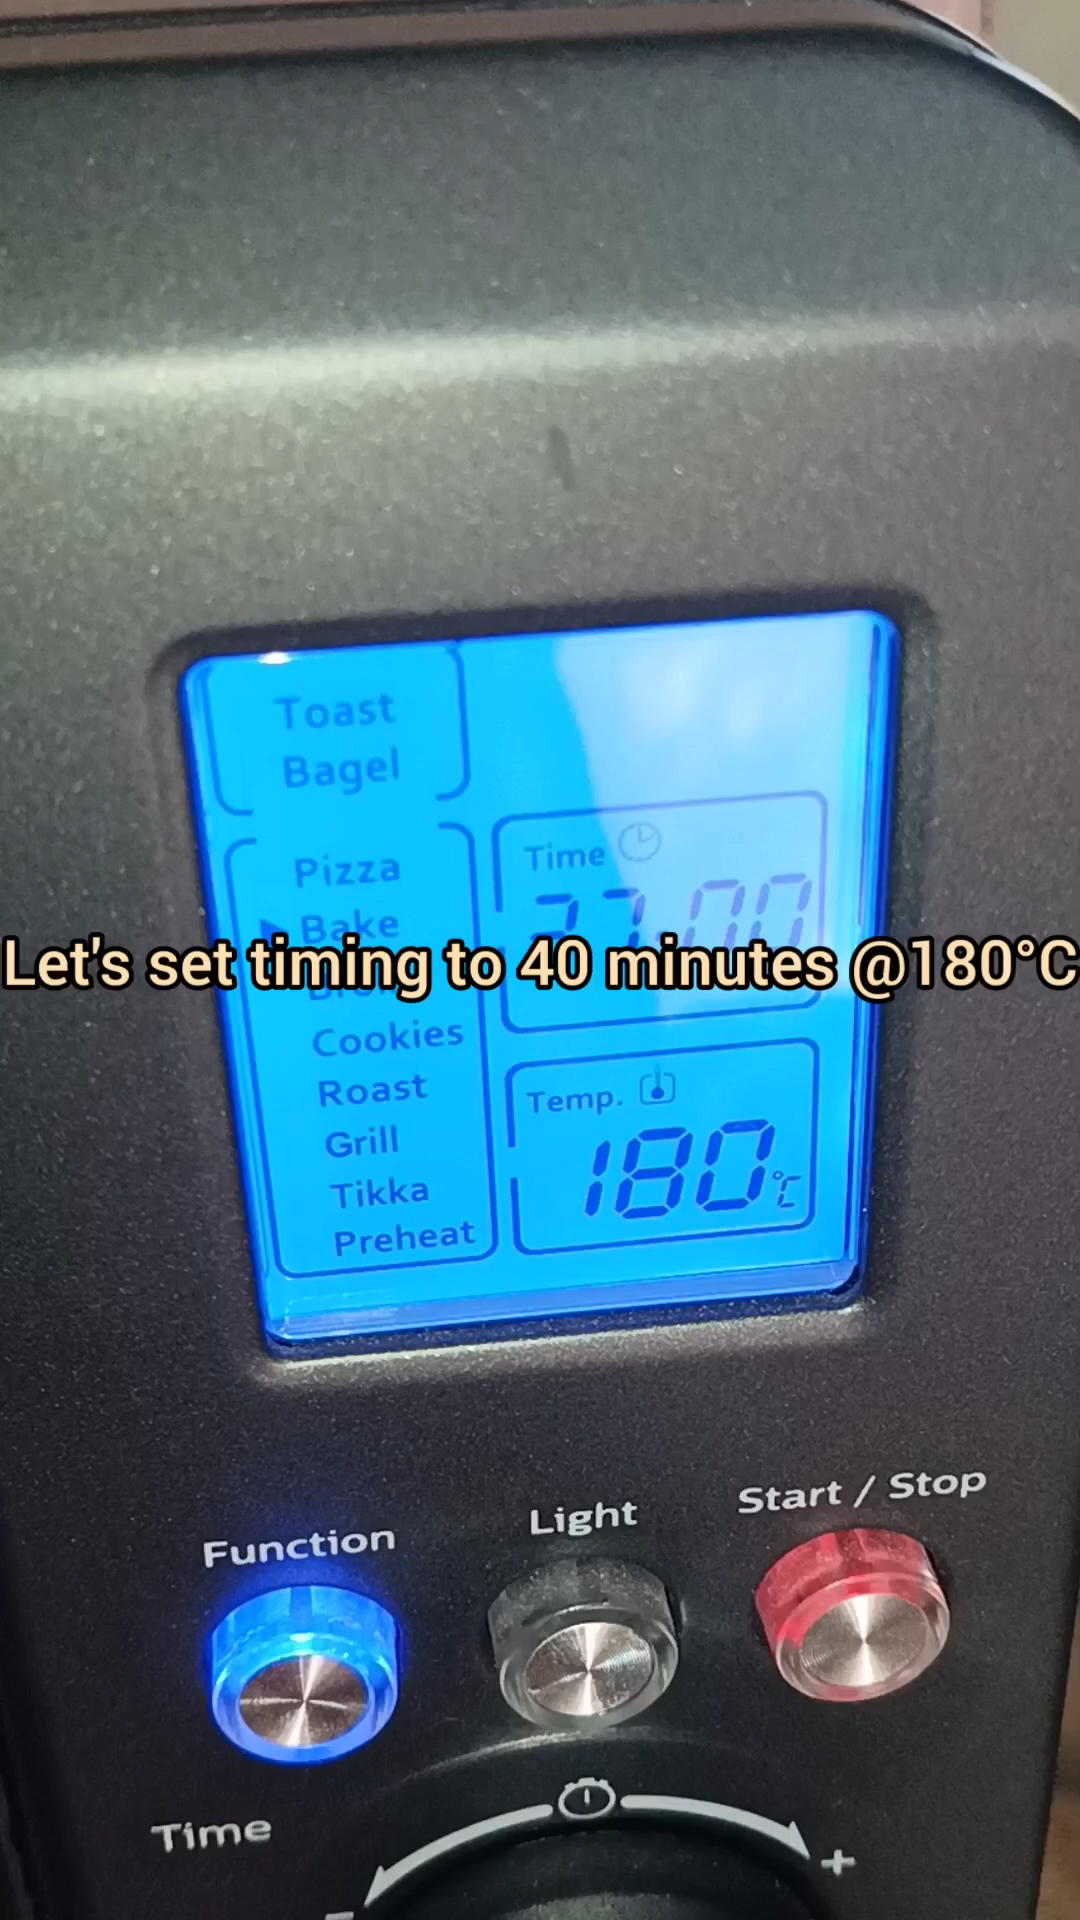 Toast
Bagel
Pizza
Bake
Time
Let's set timing to 40 minutes @180°C
Cookies
Roast
Grill
Tikka
Preheat
Temp.
180°C
Function
Light
Start / Stop
Time
+
-